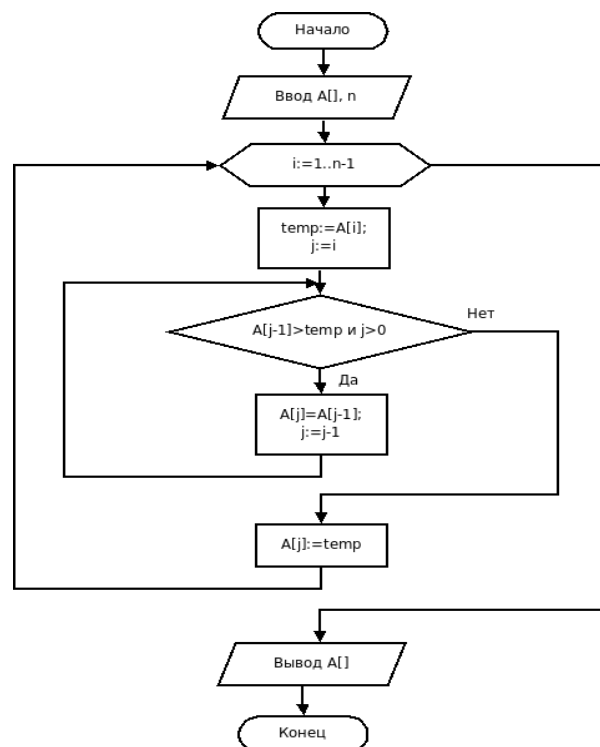 Начало
Ввод A[], n
i:=1..n-1
temp:=A[i];
j:=i
A[j-1]>temp и j>0
Нет
Да
A[j]=A[j-1];
j:=j-1
A[j]:=temp
Вывод A[]
Конец